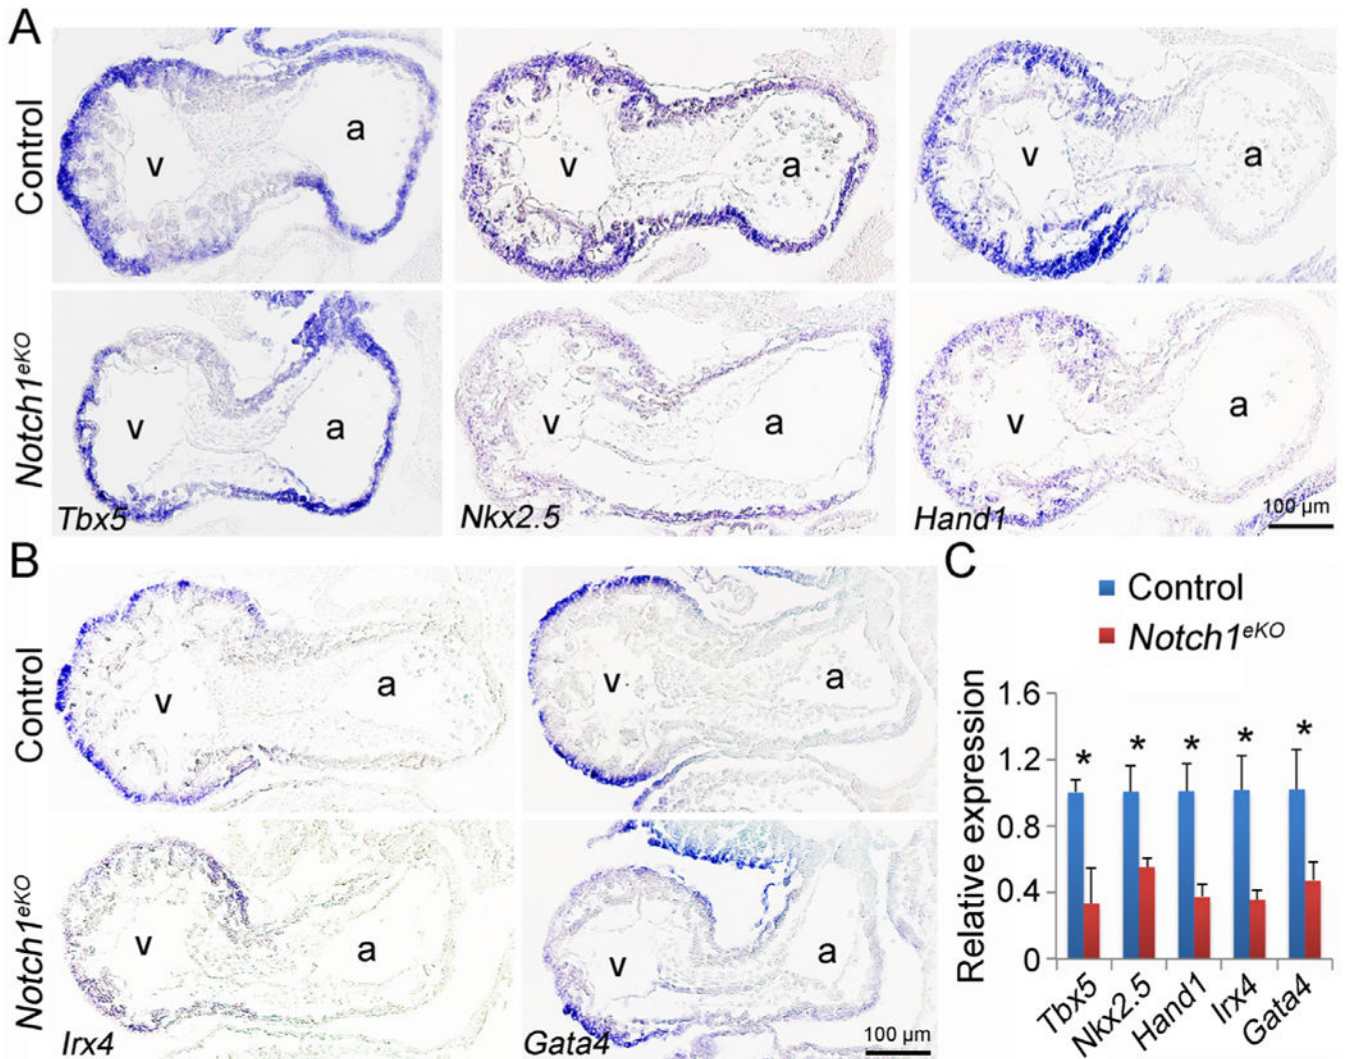 A
Control
v
a
v
a
v
a
Notch1eKO
v
a
Tbx5
v
a
Nkx2.5
v
a
Hand1
100 µm
B
Control
v
a
v
a
Notch1eKO
v
a
Irx4
v
a
Gata4
100 µm
C
Control
Notch1eKO
Relative expression
1.6
1.2
0.8
0.4
0
* * * * *
Tbx5
Nkx2.5
Hand1
Irx4
Gata4